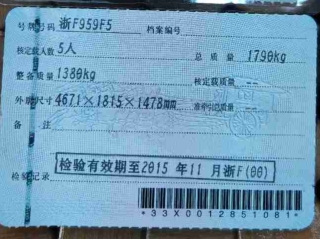 号牌号码 浙F959F5 档案编号
核定载人数 5人 总质量 1790kg
整备质量 1380kg 核定载质量 --
外廓尺寸 4671×1815×1478mm 准牵引总质量 --
备注
检验记录 检验有效期至2015年11月浙F(00)
*33X0012851081*